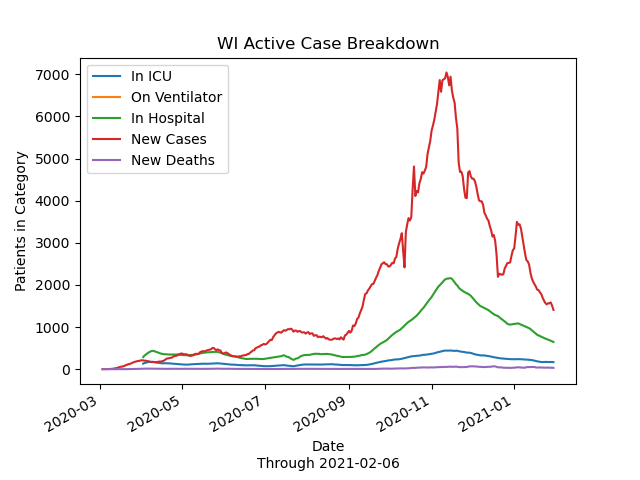 WI Active Case Breakdown
In ICU
On Ventilator
In Hospital
New Cases
New Deaths
7000
6000
5000
4000
3000
2000
1000
0
Patients in Category
2020-03
2020-05
2020-07
2020-09
2020-11
2021-01
Date
Through 2021-02-06